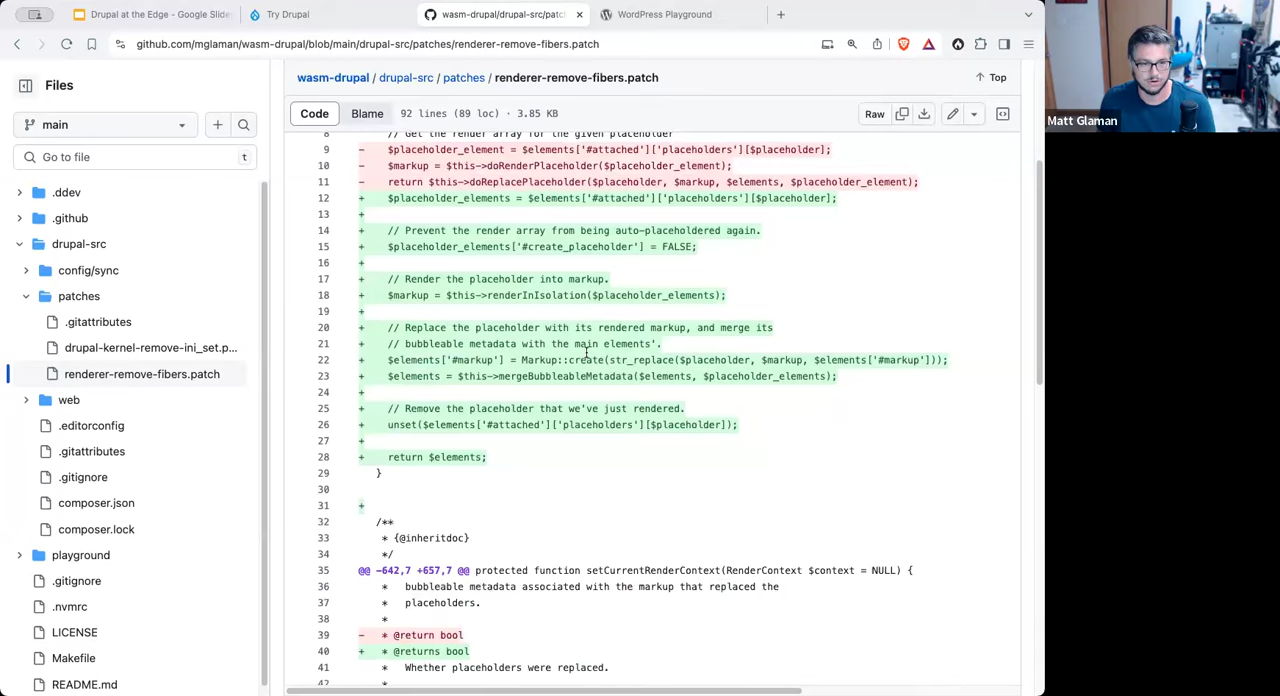 Drupal at the Edge - Google Slide
Try Drupal
wasm-drupal/drupal-src/patch
WordPress Playground
github.com/mglaman/wasm-drupal/blob/main/drupal-src/patches/renderer-remove-fibers.patch
Matt Glaman
Files
main
Go to file
t
.ddev
.github
drupal-src
config/sync
patches
.gitattributes
drupal-kernel-remove-ini_set.p...
renderer-remove-fibers.patch
web
.editorconfig
.gitattributes
.gitignore
composer.json
composer.lock
playground
.gitignore
.nvmrc
LICENSE
Makefile
README.md
wasm-drupal / drupal-src / patches / renderer-remove-fibers.patch
Top
Code Blame 92 lines (89 loc) · 3.85 KB
Raw
8 // Get the render array for the given placeholder
9 - $placeholder_element = $elements['#attached']['placeholders'][$placeholder];
10 - $markup = $this->doRenderPlaceholder($placeholder_element);
11 - return $this->doReplacePlaceholder($placeholder, $markup, $elements, $placeholder_element);
12 + $placeholder_elements = $elements['#attached']['placeholders'][$placeholder];
13 +
14 + // Prevent the render array from being auto-placeholdered again.
15 + $placeholder_elements['#create_placeholder'] = FALSE;
16 +
17 + // Render the placeholder into markup.
18 + $markup = $this->renderInIsolation($placeholder_elements);
19 +
20 + // Replace the placeholder with its rendered markup, and merge its
21 + // bubbleable metadata with the main elements'.
22 + $elements['#markup'] = Markup::create(str_replace($placeholder, $markup, $elements['#markup']));
23 + $elements = $this->mergeBubbleableMetadata($elements, $placeholder_elements);
24 +
25 + // Remove the placeholder that we've just rendered.
26 + unset($elements['#attached']['placeholders'][$placeholder]);
27 +
28 + return $elements;
29 }
30
31 +
32 /**
33 * {@inheritdoc}
34 */
35 @@ -642,7 +657,7 @@ protected function setCurrentRenderContext(RenderContext $context = NULL) {
36 * bubbleable metadata associated with the markup that replaced the
37 * placeholders.
38 *
39 - * @return bool
40 + * @returns bool
41 * Whether placeholders were replaced.
42 *